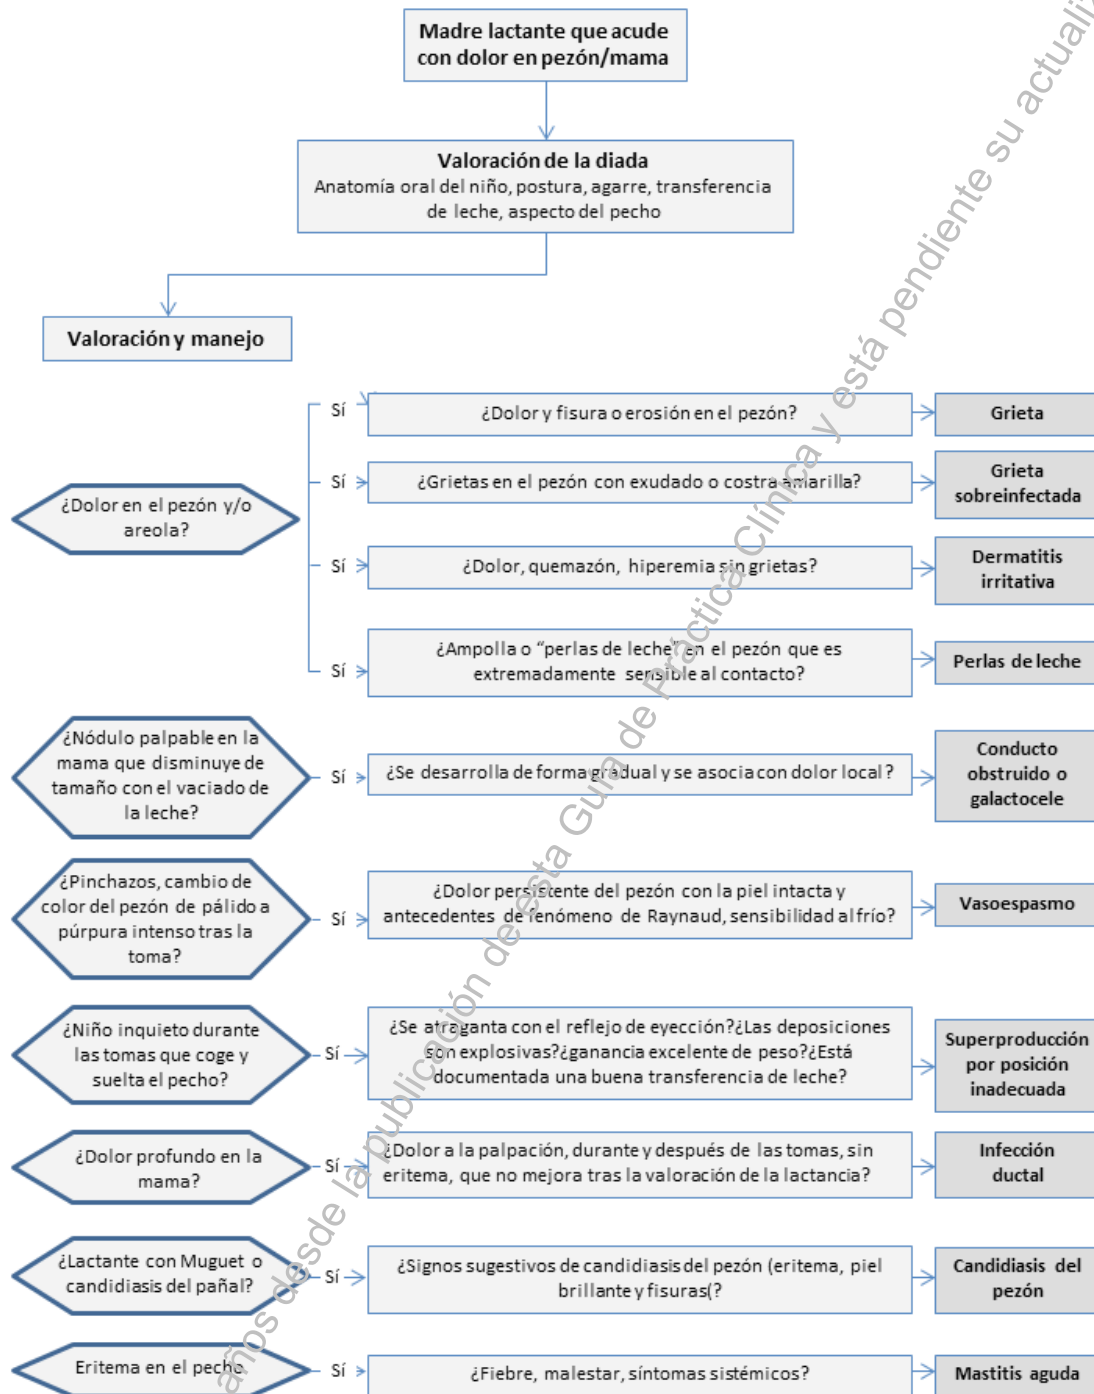 Madre lactante que acude
con dolor en pezón/mama
Valoración de la diada
Anatomía oral del niño, postura, agarre, transferencia
de leche, aspecto del pecho
Valoración y manejo
¿Dolor en el pezón y/o
areola?
Sí
¿Dolor y fisura o erosión en el pezón?
Grieta
Sí
¿Grietas en el pezón con exudado o costra amarilla?
Grieta
sobreinfectada
Sí
¿Dolor, quemazón, hiperemia sin grietas?
Dermatitis
irritativa
Sí
¿Ampolla o “perlas de leche” en el pezón que es
extremadamente sensible al contacto?
Perlas de leche
¿Nódulo palpable en la
mama que disminuye de
tamaño con el vaciado de
la leche?
Sí
¿Se desarrolla de forma gradual y se asocia con dolor local?
Conducto
obstruido o
galactocele
¿Pinchazos, cambio de
color del pezón de pálido a
púrpura intenso tras la
toma?
Sí
¿Dolor persistente del pezón con la piel intacta y
antecedentes de fenómeno de Raynaud, sensibilidad al frío?
Vasoespasmo
¿Niño inquieto durante
las tomas que coge y
suelta el pecho?
Sí
¿Se atraganta con el reflejo de eyección?¿Las deposiciones
son explosivas?¿ganancia excelente de peso?¿Está
documentada una buena transferencia de leche?
Superproducción
por posición
inadecuada
¿Dolor profundo en la
mama?
Sí
¿Dolor a la palpación, durante y después de las tomas, sin
eritema, que no mejora tras la valoración de la lactancia?
Infección
ductal
¿Lactante con Muguet o
candidiasis del pañal?
Sí
¿Signos sugestivos de candidiasis del pezón (eritema, piel
brillante y fisuras(?
Candidiasis del
pezón
Eritema en el pecho
Sí
¿Fiebre, malestar, síntomas sistémicos?
Mastitis aguda
años desde la publicación de esta Guía de Práctica Clínica y está pendiente su actualiz